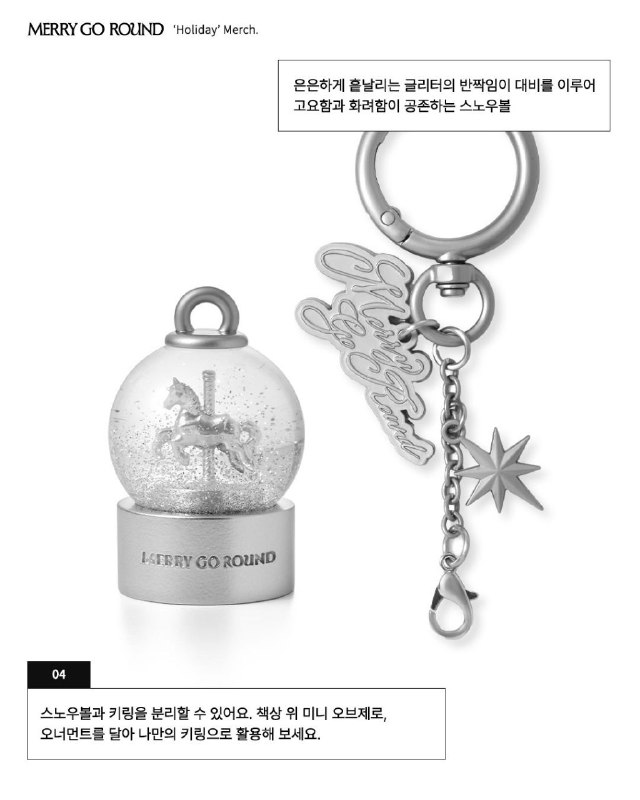 MERRY GO ROUND 'Holiday' Merch.
은은하게 흩날리는 글리터의 반짝임이 대비를 이루어
고요함과 화려함이 공존하는 스노우볼
Merry
Go
Round
MERRY GO ROUND
04
스노우볼과 키링을 분리할 수 있어요. 책상 위 미니 오브제로,
오너먼트를 달아 나만의 키링으로 활용해 보세요.